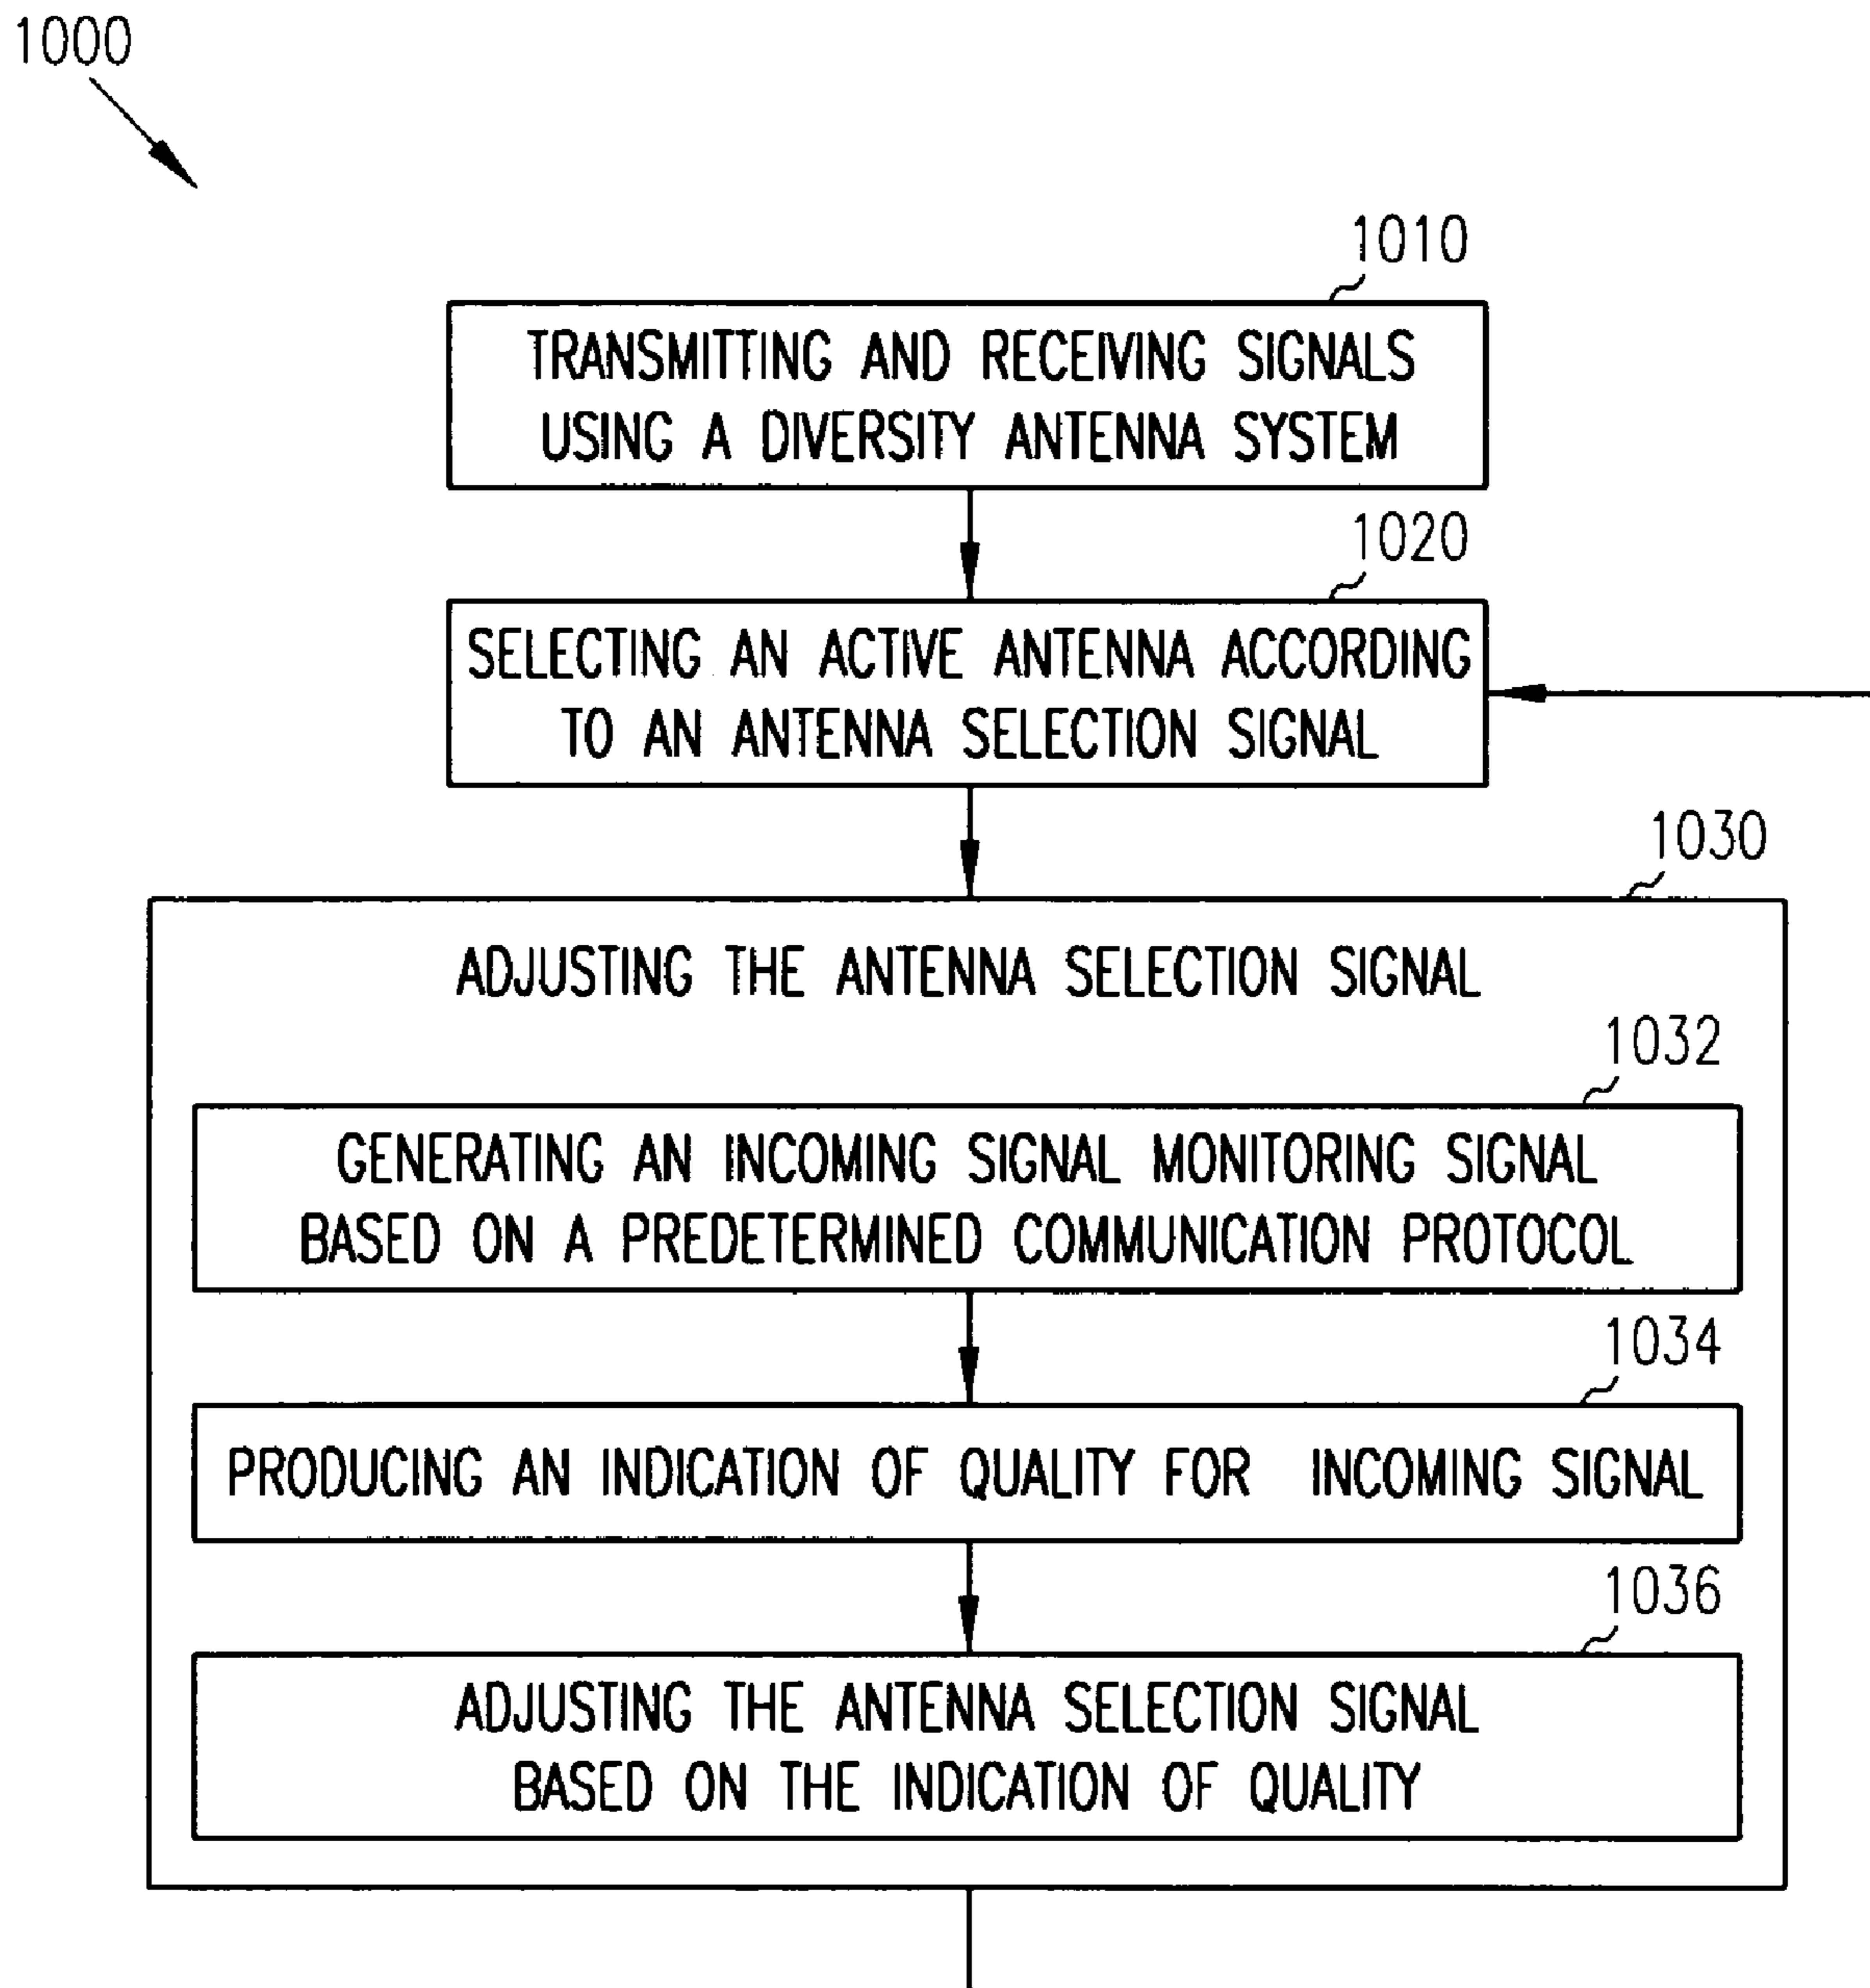 1000
1010
TRANSMITTING AND RECEIVING SIGNALS
USING A DIVERSITY ANTENNA SYSTEM
1020
SELECTING AN ACTIVE ANTENNA ACCORDING
TO AN ANTENNA SELECTION SIGNAL
1030
ADJUSTING THE ANTENNA SELECTION SIGNAL
1032
GENERATING AN INCOMING SIGNAL MONITORING SIGNAL
BASED ON A PREDETERMINED COMMUNICATION PROTOCOL
1034
PRODUCING AN INDICATION OF QUALITY FOR INCOMING SIGNAL
1036
ADJUSTING THE ANTENNA SELECTION SIGNAL
BASED ON THE INDICATION OF QUALITY